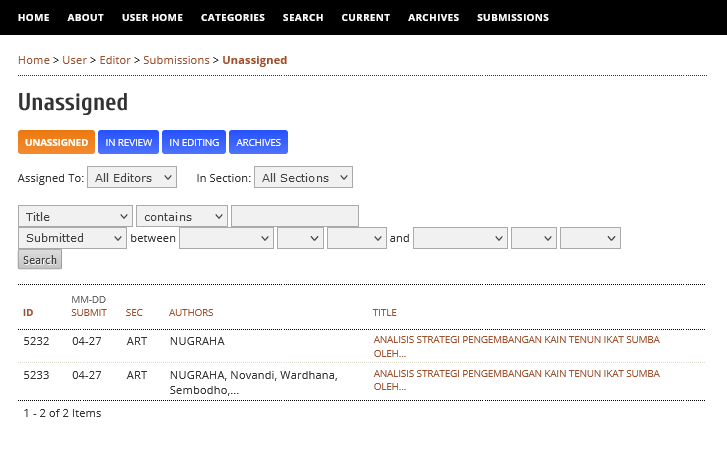 HOME ABOUT USER HOME CATEGORIES SEARCH CURRENT ARCHIVES SUBMISSIONS
Home > User > Editor > Submissions > Unassigned
Unassigned
UNASSIGNED IN REVIEW IN EDITING ARCHIVES
Assigned To: All Editors In Section: All Sections
Title contains
Submitted between and
Search
MM-DD
ID SUBMIT SEC AUTHORS TITLE
5232 04-27 ART NUGRAHA ANALISIS STRATEGI PENGEMBANGAN KAIN TENUN IKAT SUMBA
OLEH...
5233 04-27 ART NUGRAHA, Novandi, Wardhana, ANALISIS STRATEGI PENGEMBANGAN KAIN TENUN IKAT SUMBA
Sembodho,... OLEH...
1 - 2 of 2 Items